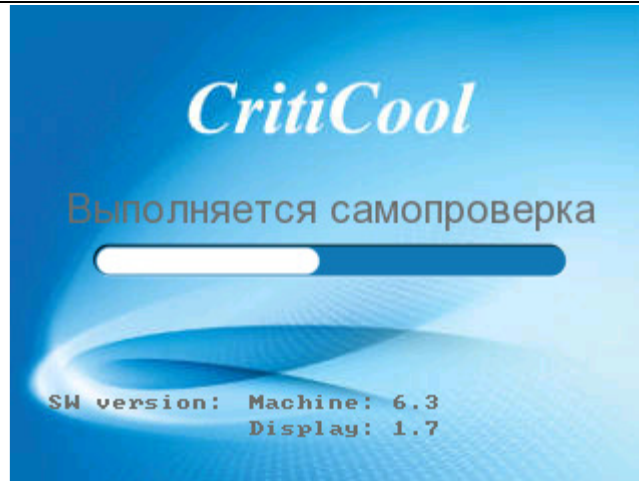 CritiCool
Выполняется самопроверка
SW version: Machine: 6.3
Display: 1.7